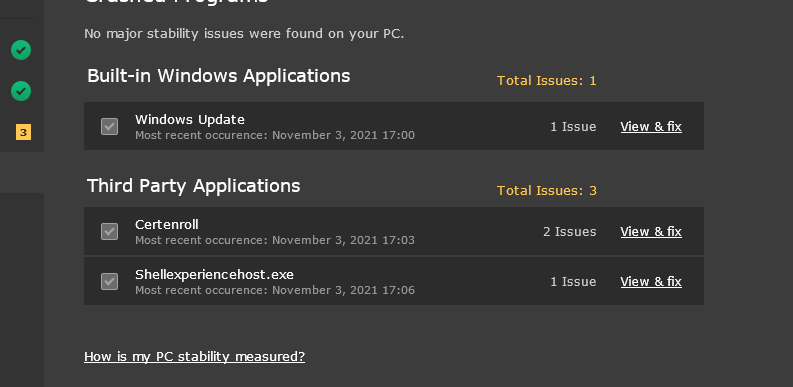 Crashed Programs
No major stability issues were found on your PC.
Built-in Windows Applications
Total Issues: 1
Windows Update
Most recent occurence: November 3, 2021 17:00
1 Issue
View & fix
3
Third Party Applications
Total Issues: 3
Certenroll
Most recent occurence: November 3, 2021 17:03
2 Issues
View & fix
Shellexperiencehost.exe
Most recent occurence: November 3, 2021 17:06
1 Issue
View & fix
How is my PC stability measured?